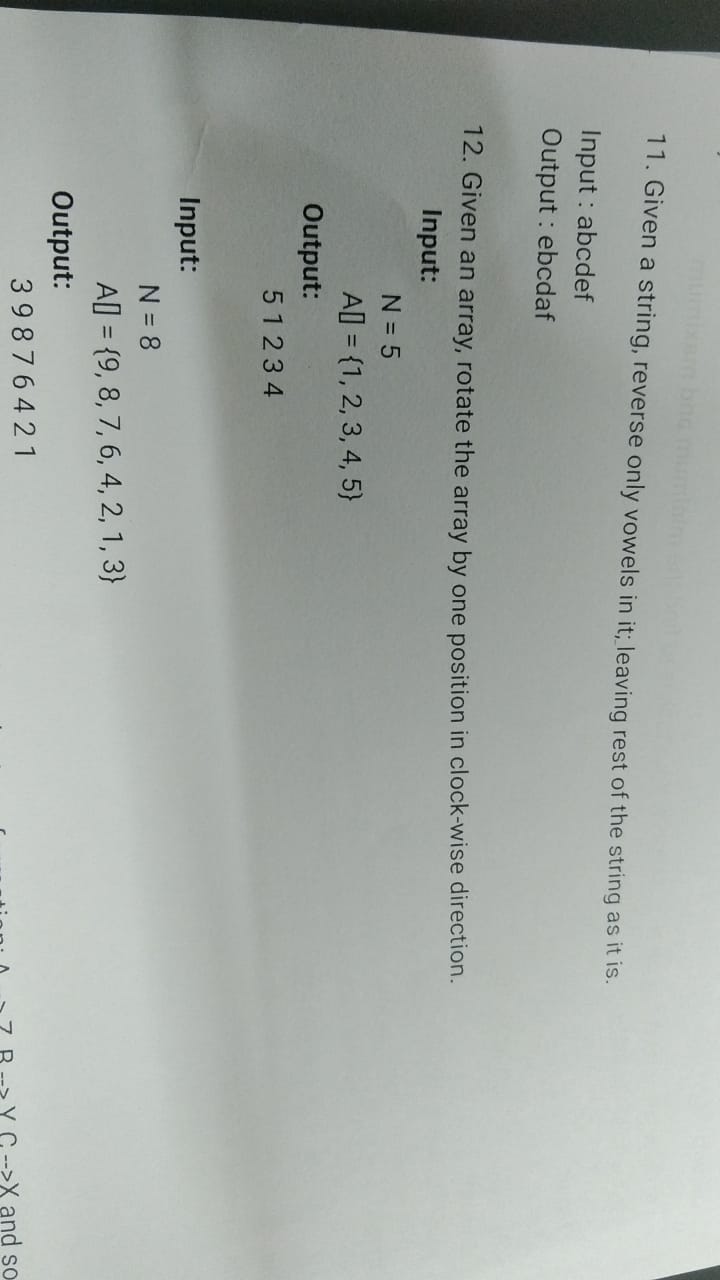 11. Given a string, reverse only vowels in it; leaving rest of the string as it is.
Input : abcdef
Output : ebcdaf
12. Given an array, rotate the array by one position in clock-wise direction.
Input:
N = 5
A[] = {1, 2, 3, 4, 5}
Output:
5 1 2 3 4
Input:
N = 8
A[] = {9, 8, 7, 6, 4, 2, 1, 3}
Output:
3 9 8 7 6 4 2 1
B --> Y C -->X and so